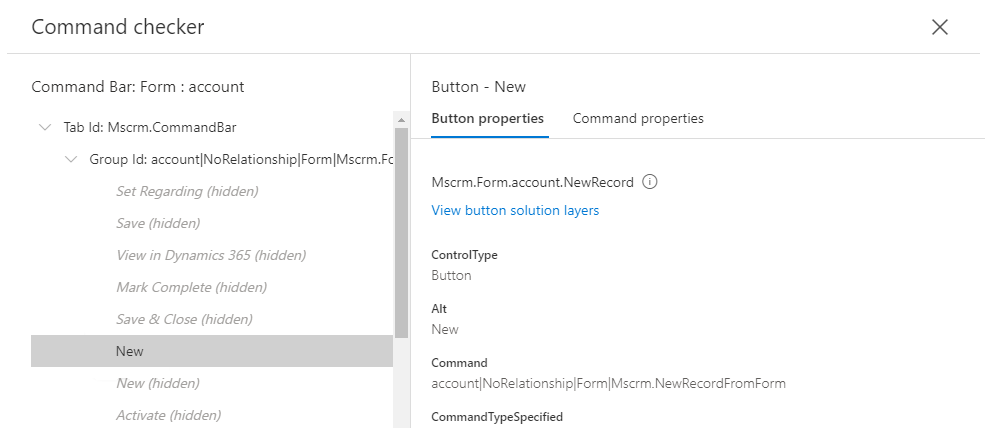 Command checker
Command Bar: Form : account
Tab Id: Mscrm.CommandBar
Group Id: account|NoRelationship|Form|Mscrm.Fo
Set Regarding (hidden)
Save (hidden)
View in Dynamics 365 (hidden)
Mark Complete (hidden)
Save & Close (hidden)
New
New (hidden)
Activate (hidden)
Button - New
Button properties Command properties
Mscrm.Form.account.NewRecord
View button solution layers
ControlType
Button
Alt
New
Command
account|NoRelationship|Form|Mscrm.NewRecordFromForm
CommandTypeSpecified